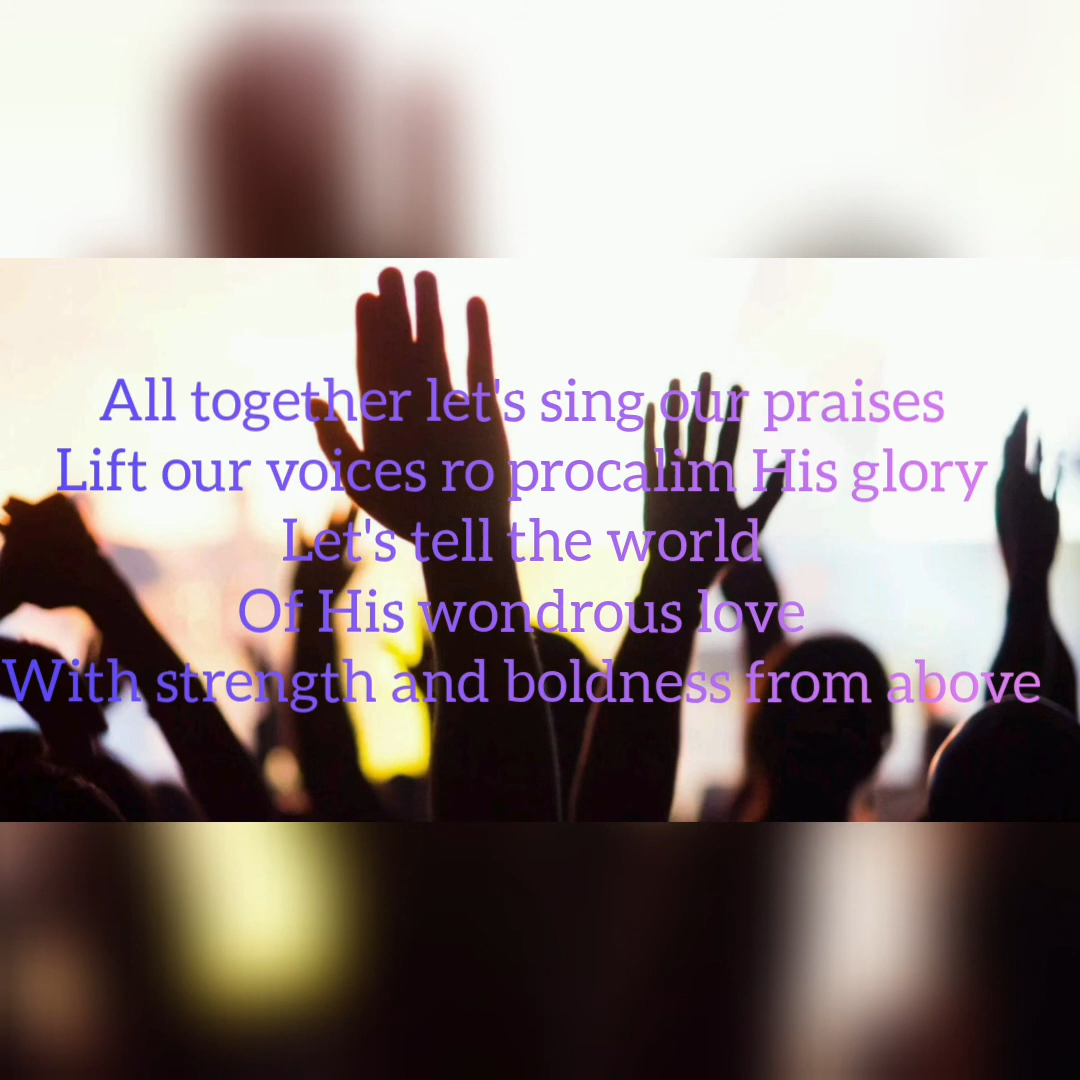 All together let's sing our praises
Lift our voices ro procalim His glory
Let's tell the world
Of His wondrous love
With strength and boldness from above